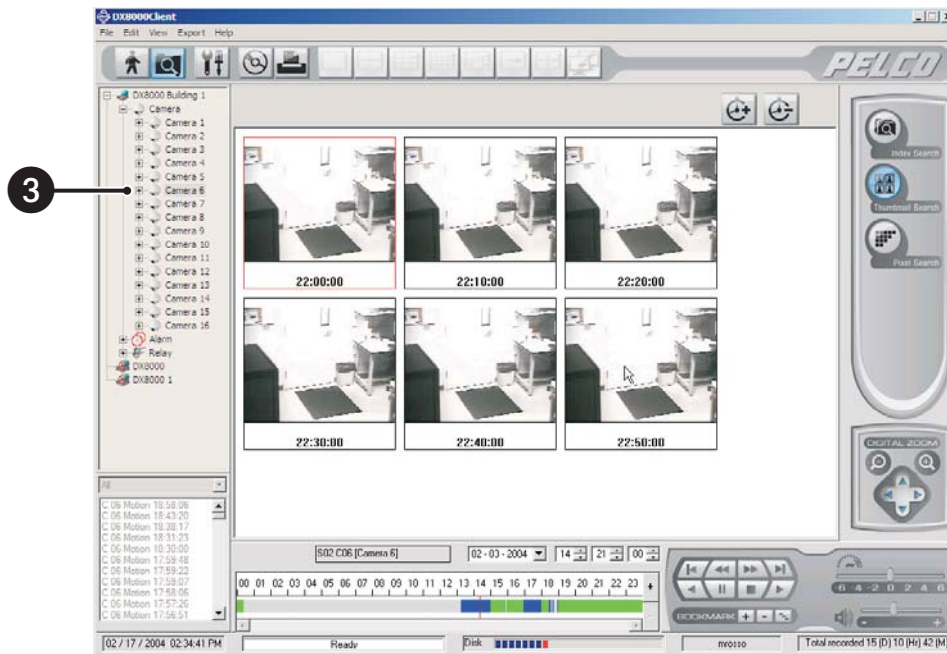 DX8000Client
File Edit View Export Help
PELCO
DX8000 Building 1
Camera
Camera 1
Camera 2
Camera 3
Camera 4
Camera 5
3
Camera 6
Camera 7
Camera 8
Camera 9
Camera 10
Camera 11
Camera 12
Camera 13
Camera 14
Camera 15
Camera 16
Alarm
Relay
DX8000
DX8000 1
22:00:00 22:10:00 22:20:00
22:30:00 22:40:00 22:50:00
Index Search
Thumbnail Search
Pixel Search
DIGITAL ZOOM
All
C 06 Motion 18:58:06
C 06 Motion 18:43:20
C 06 Motion 18:38:17
C 06 Motion 18:31:23
C 06 Motion 18:30:00
C 06 Motion 17:59:48
C 06 Motion 17:59:22
C 06 Motion 17:59:07
C 06 Motion 17:58:06
C 06 Motion 17:57:26
C 06 Motion 17:56:51
S02 C06 [Camera 6] 02-03-2004 14 21 00
00 01 02 03 04 05 06 07 08 09 10 11 12 13 14 15 16 17 18 19 20 21 22 23 +
6 4 2 0 2 4 6
BOOKMARK + -
02 / 17 / 2004 02:34:41 PM Ready Disk mrosso Total recorded 15 (D) 10 (Hr) 42 (M)